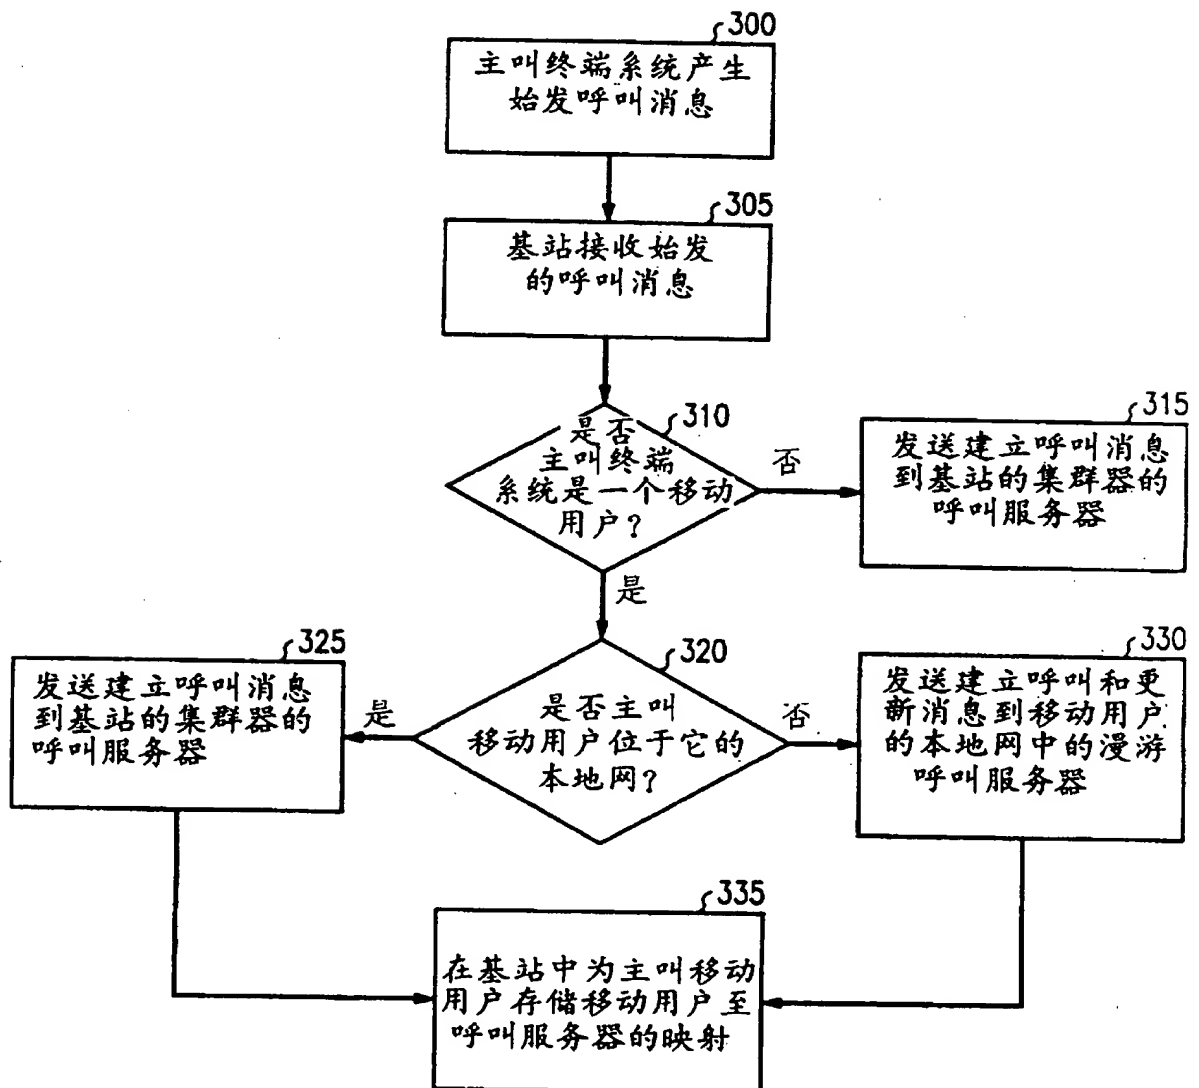 300
主叫终端系统产生
始发呼叫消息
305
基站接收始发
的呼叫消息
310
是否
主叫终端
系统是一个移动
用户？
否
315
发送建立呼叫消息
到基站的集群器的
呼叫服务器
是
320
是否主叫
移动用户位于它的
本地网？
是
325
发送建立呼叫消息
到基站的集群器的
呼叫服务器
否
330
发送建立呼叫和更
新消息到移动用户
的本地网中的漫游
呼叫服务器
335
在基站中为主叫移动
用户存储移动用户至
呼叫服务器的映射